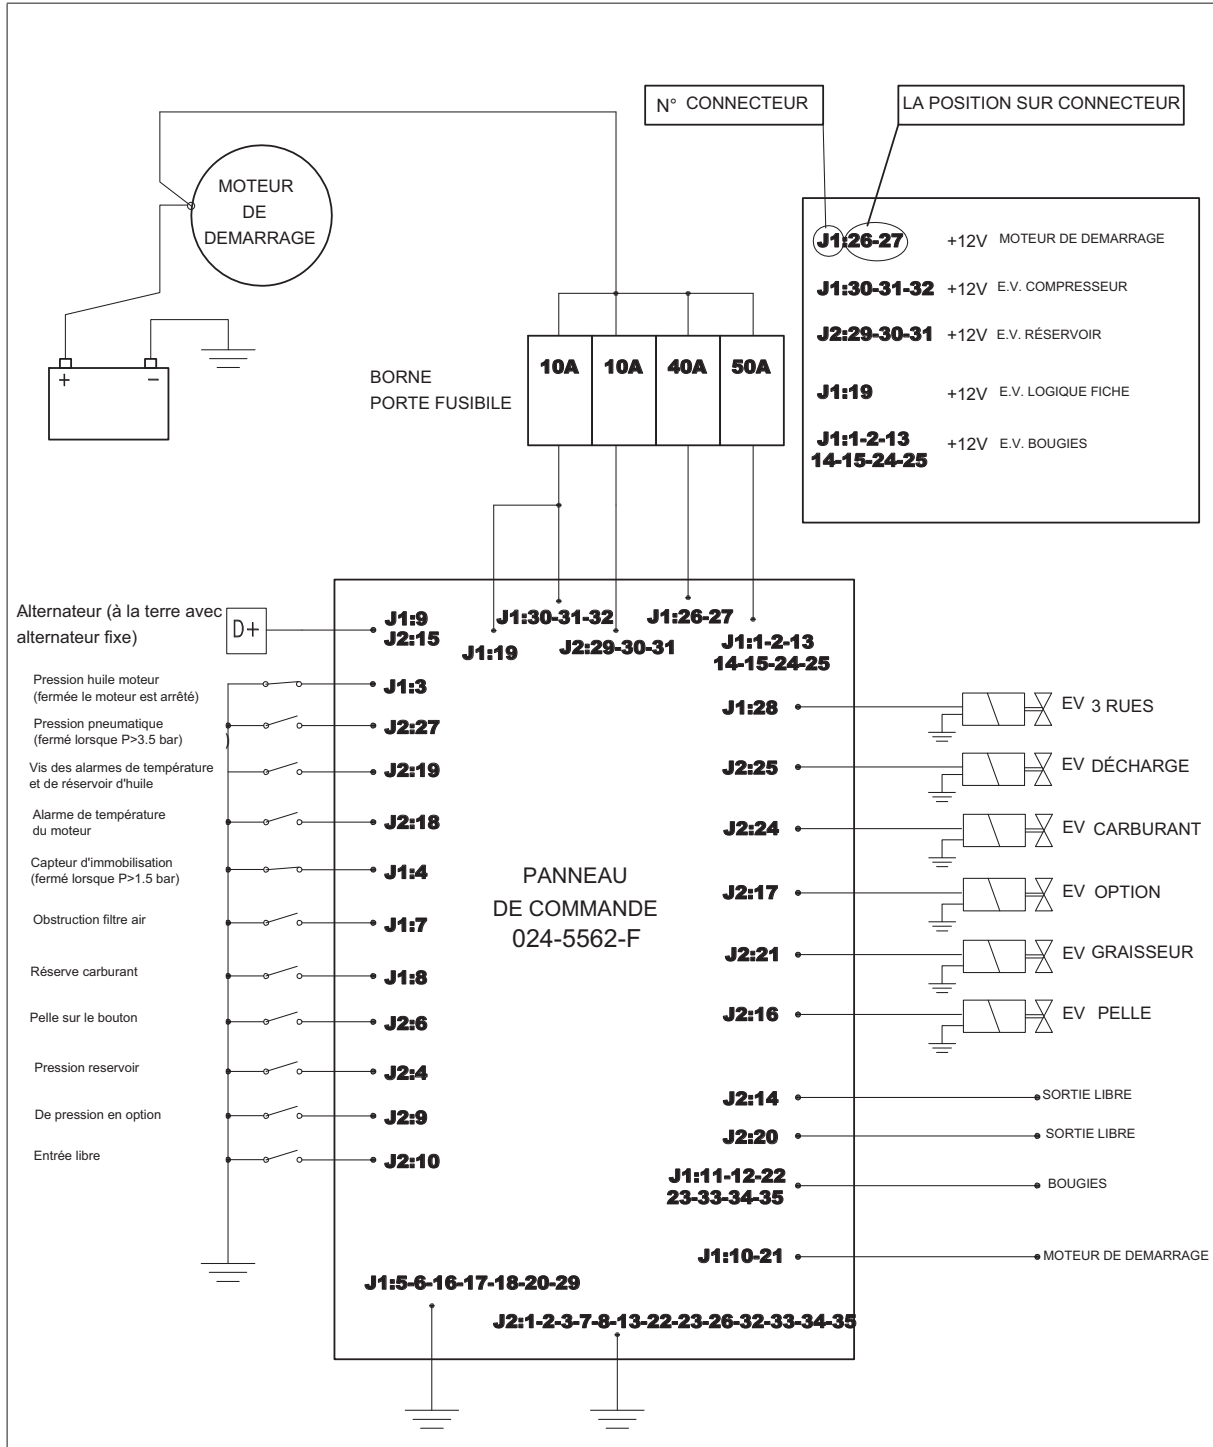 N° CONNECTEUR
LA POSITION SUR CONNECTEUR
MOTEUR
DE
DEMARRAGE
J1:26-27 +12V MOTEUR DE DEMARRAGE
J1:30-31-32 +12V E.V. COMPRESSEUR
J2:29-30-31 +12V E.V. RÉSERVOIR
J1:19 +12V E.V. LOGIQUE FICHE
J1:1-2-13
14-15-24-25 +12V E.V. BOUGIES
+ −
BORNE
PORTE FUSIBILE
10A 10A 40A 50A
Alternateur (à la terre avec
alternateur fixe)
D+
J1:9
J2:15
J1:19
J1:30-31-32
J2:29-30-31
J1:26-27
J1:1-2-13
14-15-24-25
Pression huile moteur
(fermée le moteur est arrêté)
J1:3
Pression pneumatique
(fermé lorsque P>3.5 bar)
J2:27
Vis des alarmes de température
et de réservoir d'huile
J2:19
Alarme de température
du moteur
J2:18
Capteur d'immobilisation
(fermé lorsque P>1.5 bar)
J1:4
Obstruction filtre air
J1:7
Réserve carburant
J1:8
Pelle sur le bouton
J2:6
Pression reservoir
J2:4
De pression en option
J2:9
Entrée libre
J2:10
PANNEAU
DE COMMANDE
024-5562-F
J1:28 EV 3 RUES
J2:25 EV DÉCHARGE
J2:24 EV CARBURANT
J2:17 EV OPTION
J2:21 EV GRAISSEUR
J2:16 EV PELLE
J2:14 SORTIE LIBRE
J2:20 SORTIE LIBRE
J1:11-12-22
23-33-34-35 BOUGIES
J1:10-21 MOTEUR DE DEMARRAGE
J1:5-6-16-17-18-20-29
J2:1-2-3-7-8-13-22-23-26-32-33-34-35